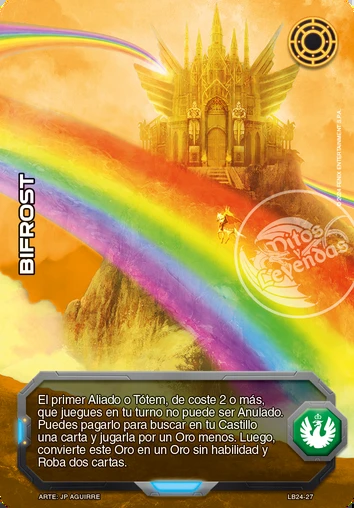 BIFROST
Mitos y
Leyendas
El primer Aliado o Tótem, de coste 2 o más,
que juegues en tu turno no puede ser Anulado.
Puedes pagarlo para buscar en tu Castillo
una carta y jugarla por un Oro menos. Luego,
convierte este Oro en un Oro sin habilidad y
Roba dos cartas.
ARTE: JP AGUIRRE
LB24-27